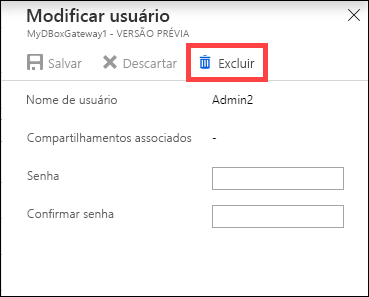 Modificar usuário
MyDBoxGateway1 - VERSÃO PRÉVIA
Salvar Descartar Excluir
Nome de usuário Admin2
Compartilhamentos associados -
Senha
Confirmar senha